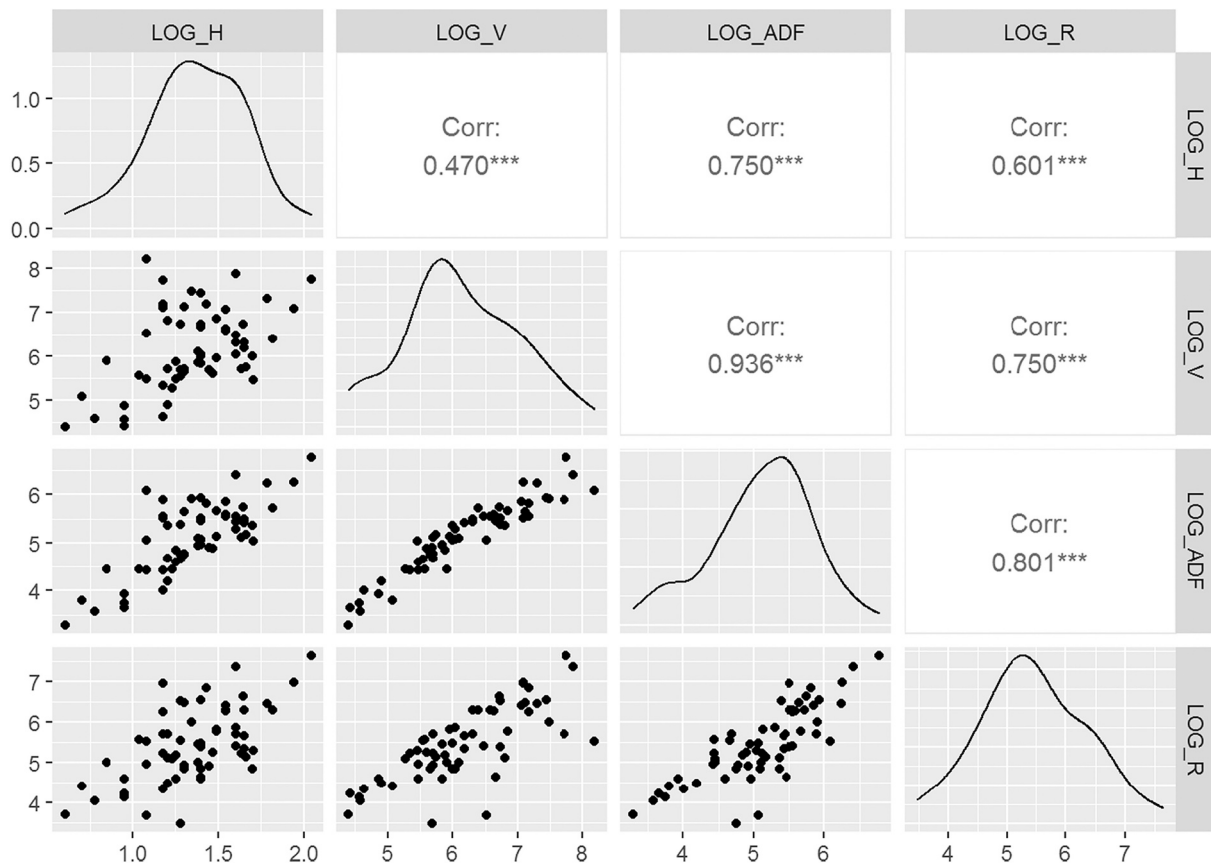 LOG_H
LOG_V
LOG_ADF
LOG_R
1.0
0.5
0.0
Corr:
0.470***
Corr:
0.750***
Corr:
0.601***
LOG_H
8
7
6
5
Corr:
0.936***
Corr:
0.750***
LOG_V
6
5
4
Corr:
0.801***
LOG_ADF
7
6
5
4
LOG_R
1.0 1.5 2.0
5 6 7 8
4 5 6
4 5 6 7